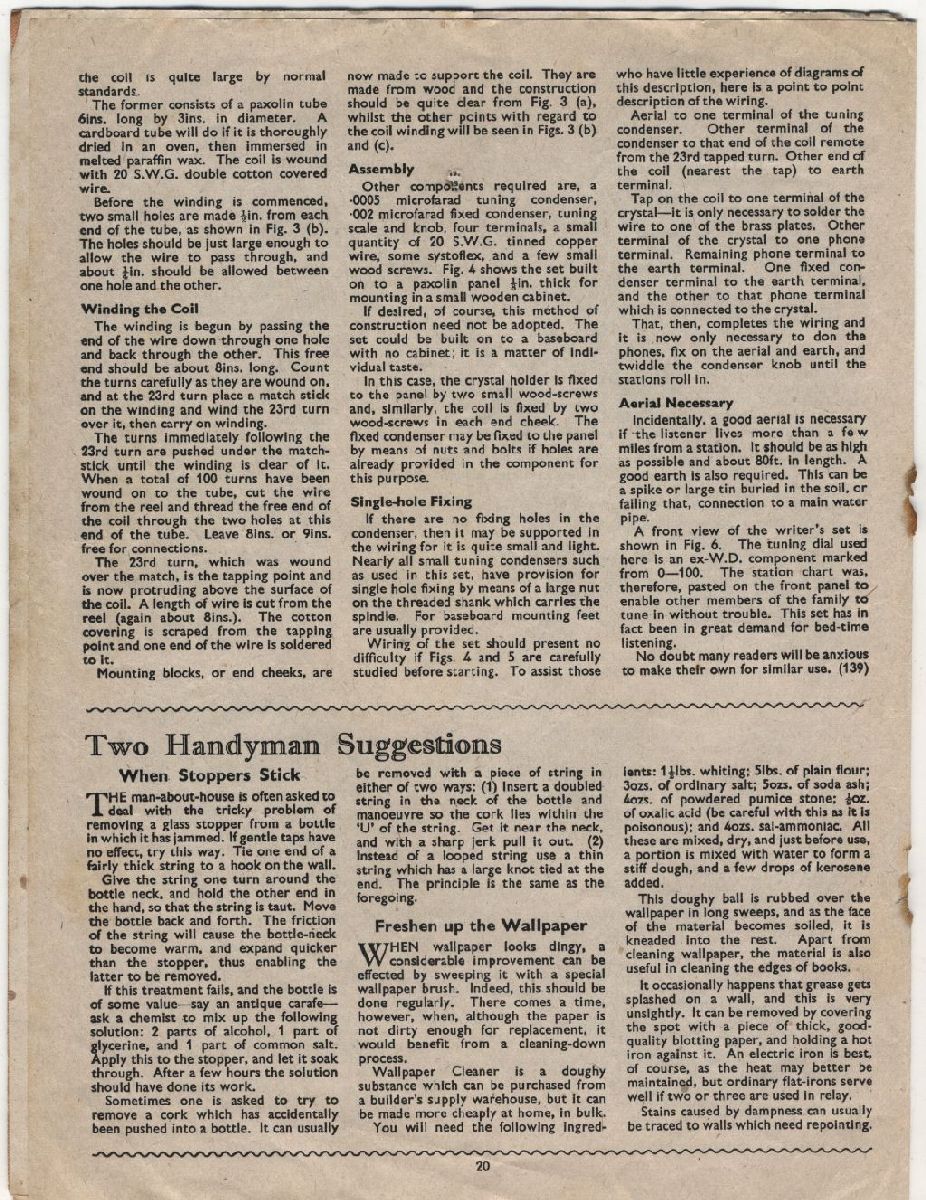 the coil is quite large by normal
standards.
The former consists of a paxolin tube
6ins. long by 3ins. in diameter. A
cardboard tube will do if it is thoroughly
dried in an oven, then immersed in
melted paraffin wax. The coil is wound
with 20 S.W.G. double cotton covered
wire.
Before the winding is commenced,
two small holes are made ½in. from each
end of the tube, as shown in Fig. 3 (b).
The holes should be just large enough to
allow the wire to pass through, and
about ½in. should be allowed between
one hole and the other.
Winding the Coil
The winding is begun by passing the
end of the wire down through one hole
and back through the other. This free
end should be about 8ins. long. Count
the turns carefully as they are wound on,
and at the 23rd turn place a match stick
on the winding and wind the 23rd turn
over it, then carry on winding.
The turns immediately following the
23rd turn are pushed under the match-
stick until the winding is clear of it.
When a total of 100 turns have been
wound on to the tube, cut the wire
from the reel and thread the free end of
the coil through the two holes at this
end of the tube. Leave 8ins. or 9ins.
free for connections.
The 23rd turn, which was wound
over the match, is the tapping point and
is now protruding above the surface of
the coil. A length of wire is cut from the
reel (again about 8ins.). The cotton
covering is scraped from the tapping
point and one end of the wire is soldered
to it.
Mounting blocks, or end cheeks, are
now made to support the coil. They are
made from wood and the construction
should be quite clear from Fig. 3 (a),
whilst the other points with regard to
the coil winding will be seen in Figs. 3 (b)
and (c).
Assembly
Other components required are, a
·0005 microfarad tuning condenser,
·002 microfarad fixed condenser, tuning
scale and knob, four terminals, a small
quantity of 20 S.W.G. tinned copper
wire, some systoflex, and a few small
wood screws. Fig. 4 shows the set built
on to a paxolin panel ¼in. thick for
mounting in a small wooden cabinet.
If desired, of course, this method of
construction need not be adopted. The
set could be built on to a baseboard
with no cabinet; it is a matter of indi-
vidual taste.
In this case, the crystal holder is fixed
to the panel by two small wood-screws
and, similarly, the coil is fixed by two
wood-screws in each end cheek. The
fixed condenser may be fixed to the panel
by means of nuts and bolts if holes are
already provided in the component for
this purpose.
Single-hole Fixing
If there are no fixing holes in the
condenser, then it may be supported in
the wiring for it is quite small and light.
Nearly all small tuning condensers such
as used in this set, have provision for
single hole fixing by means of a large nut
on the threaded shank which carries the
spindle. For baseboard mounting feet
are usually provided.
Wiring of the set should present no
difficulty if Figs. 4 and 5 are carefully
studied before starting. To assist those
who have little experience of diagrams of
this description, here is a point to point
description of the wiring.
Aerial to one terminal of the tuning
condenser. Other terminal of the
condenser to that end of the coil remote
from the 23rd tapped turn. Other end of
the coil (nearest the tap) to earth
terminal.
Tap on the coil to one terminal of the
crystal—it is only necessary to solder the
wire to one of the brass plates. Other
terminal of the crystal to one phone
terminal. Remaining phone terminal to
the earth terminal. One fixed con-
denser terminal to the earth terminal,
and the other to that phone terminal
which is connected to the crystal.
That, then, completes the wiring and
it is now only necessary to don the
phones, fix on the aerial and earth, and
twiddle the condenser knob until the
stations roll in.
Aerial Necessary
Incidentally, a good aerial is necessary
if the listener lives more than a few
miles from a station. It should be as high
as possible and about 80ft. in length. A
good earth is also required. This can be
a spike or large tin buried in the soil, or
failing that, connection to a main water
pipe.
A front view of the writer's set is
shown in Fig. 6. The tuning dial used
here is an ex-W.D. component marked
from 0—100. The station chart was,
therefore, pasted on the front panel to
enable other members of the family to
tune in without trouble. This set has in
fact been in great demand for bed-time
listening.
No doubt many readers will be anxious
to make their own for similar use. (139)
Two Handyman Suggestions
When Stoppers Stick
THE man-about-house is often asked to
deal with the tricky problem of
removing a glass stopper from a bottle
in which it has jammed. If gentle taps have
no effect, try this way. Tie one end of a
fairly thick string to a hook on the wall.
Give the string one turn around the
bottle neck, and hold the other end in
the hand, so that the string is taut. Move
the bottle back and forth. The friction
of the string will cause the bottle-neck
to become warm, and expand quicker
than the stopper, thus enabling the
latter to be removed.
If this treatment fails, and the bottle is
of some value—say an antique carafe—
ask a chemist to mix up the following
solution: 2 parts of alcohol, 1 part of
glycerine, and 1 part of common salt.
Apply this to the stopper, and let it soak
through. After a few hours the solution
should have done its work.
Sometimes one is asked to try to
remove a cork which has accidentally
been pushed into a bottle. It can usually
be removed with a piece of string in
either of two ways: (1) Insert a doubled
string in the neck of the bottle and
manoeuvre so the cork lies within the
'U' of the string. Get it near the neck,
and with a sharp jerk pull it out. (2)
Instead of a looped string use a thin
string which has a large knot tied at the
end. The principle is the same as the
foregoing.
Freshen up the Wallpaper
WHEN wallpaper looks dingy, a
considerable improvement can be
effected by sweeping it with a special
wallpaper brush. Indeed, this should be
done regularly. There comes a time,
however, when, although the paper is
not dirty enough for replacement, it
would benefit from a cleaning-down
process.
Wallpaper Cleaner is a doughy
substance which can be purchased from
a builder's supply warehouse, but it can
be made more cheaply at home, in bulk.
You will need the following ingred-
ients: 1½lbs. whiting; 5lbs. of plain flour;
3ozs. of ordinary salt; 5ozs. of soda ash;
4ozs. of powdered pumice stone; ½oz.
of oxalic acid (be careful with this as it is
poisonous); and 4ozs. sal-ammoniac. All
these are mixed, dry, and just before use,
a portion is mixed with water to form a
stiff dough, and a few drops of kerosene
added.
This doughy ball is rubbed over the
wallpaper in long sweeps, and as the face
of the material becomes soiled, it is
kneaded into the rest. Apart from
cleaning wallpaper, the material is also
useful in cleaning the edges of books.
It occasionally happens that grease gets
splashed on a wall, and this is very
unsightly. It can be removed by covering
the spot with a piece of thick, good-
quality blotting paper, and holding a hot
iron against it. An electric iron is best,
of course, as the heat may better be
maintained, but ordinary flat-irons serve
well if two or three are used in relay.
Stains caused by dampness can usually
be traced to walls which need repointing.
20